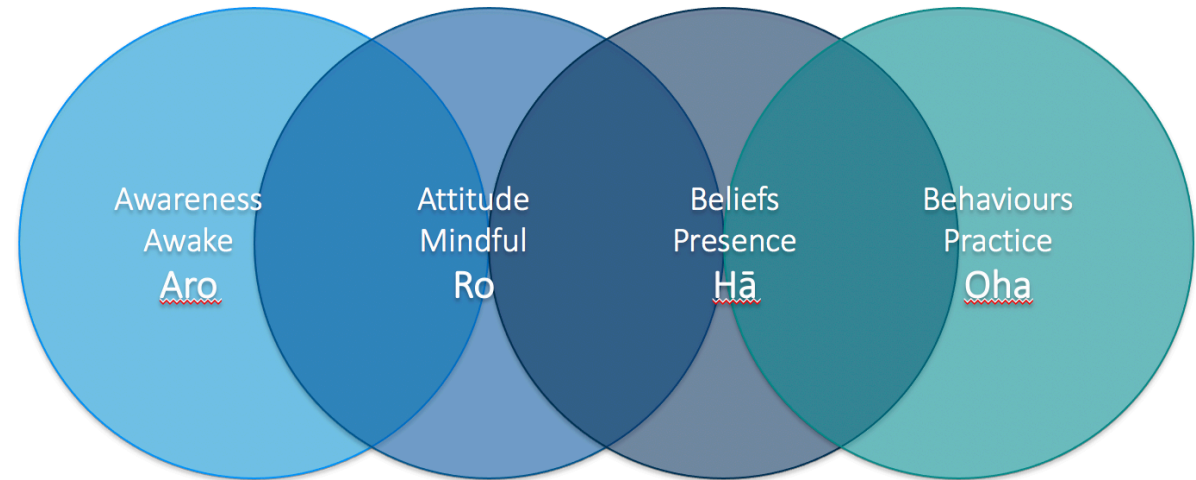 Awareness
Awake
Aro
Attitude
Mindful
Ro
Beliefs
Presence
Hā
Behaviours
Practice
Oha